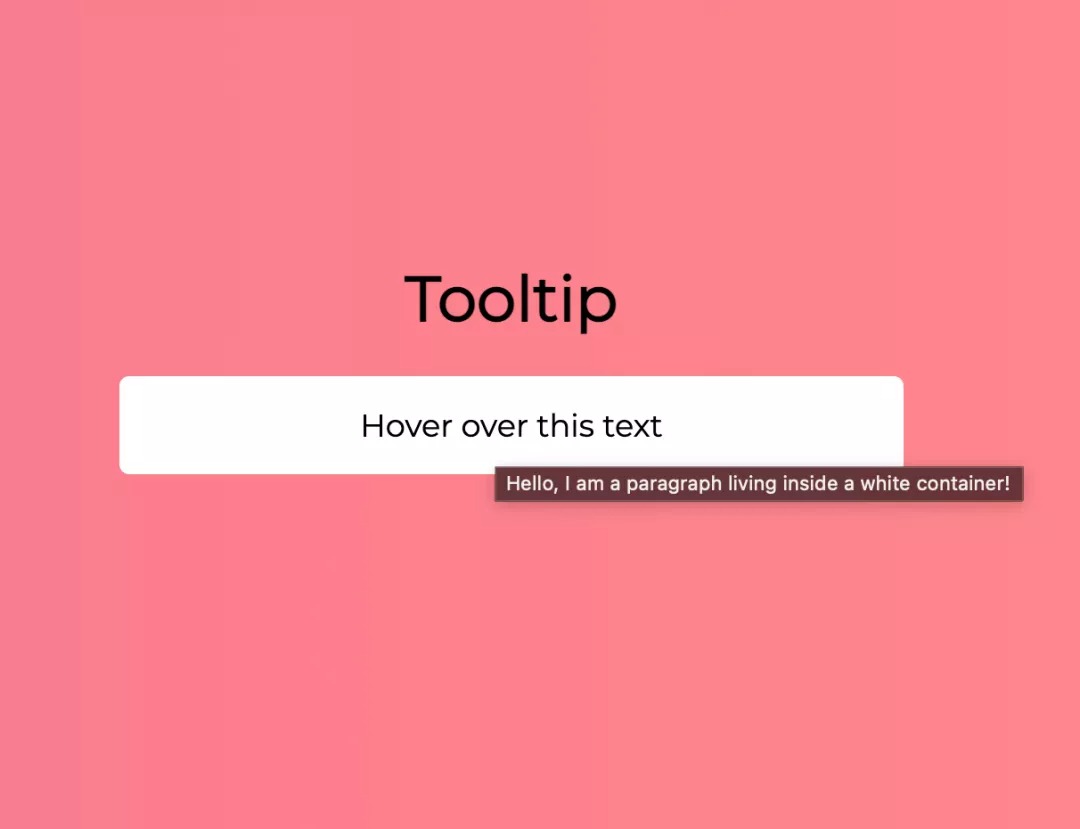 Tooltip
Hover over this text
Hello, I am a paragraph living inside a white container!